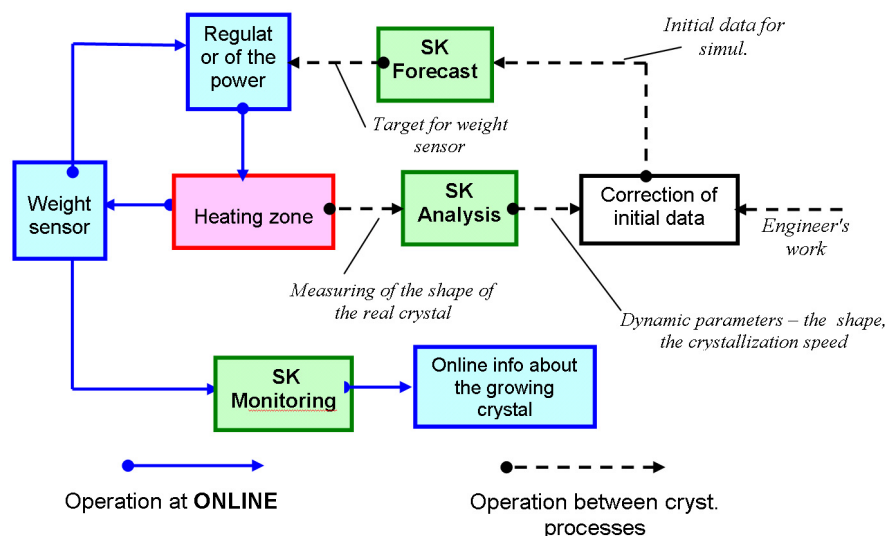 Regulat
or of the
power
SK
Forecast
Initial data for
simul.
Target for weight
sensor
Weight
sensor
Heating zone
SK
Analysis
Correction of
initial data
Engineer's
work
Measuring of the shape of
the real crystal
Dynamic parameters – the shape,
the crystallization speed
SK
Monitoring
Online info about
the growing
crystal
Operation at ONLINE
Operation between cryst.
processes